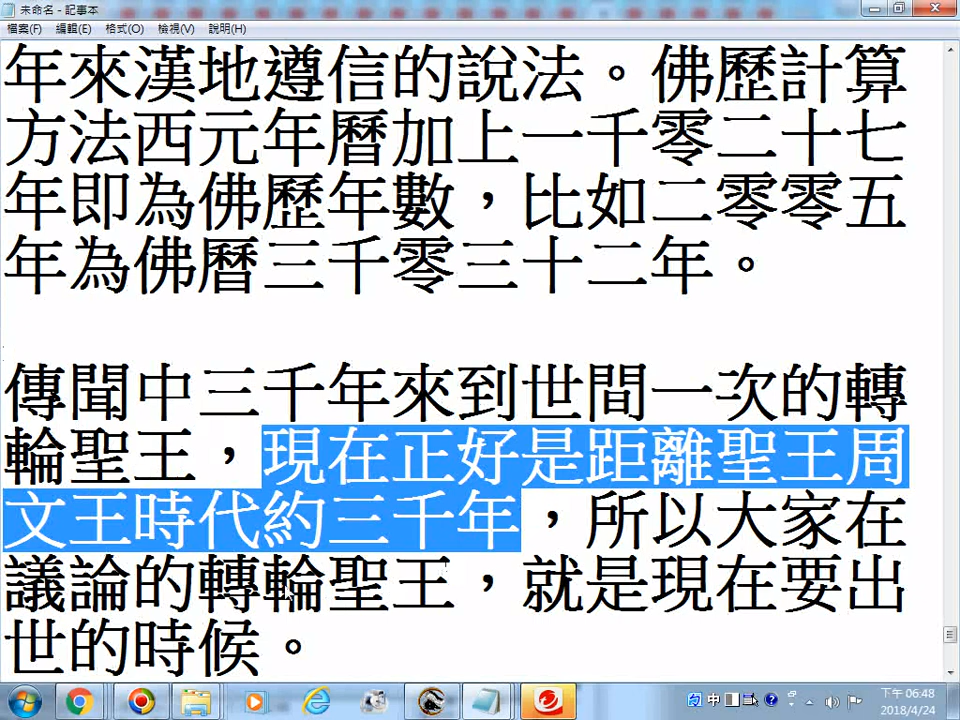 未命名 - 記事本
檔案(F) 編輯(E) 格式(O) 檢視(V) 說明(H)
年來漢地遵信的說法。佛歷計算
方法西元年曆加上一千零二十七
年即為佛歷年數，比如二零零五
年為佛曆三千零三十二年。
傳聞中三千年來到世間一次的轉
輪聖王，現在正好是距離聖王周
文王時代約三千年，所以大家在
議論的轉輪聖王，就是現在要出
世的時候。
中
下午 06:48
2018/4/24